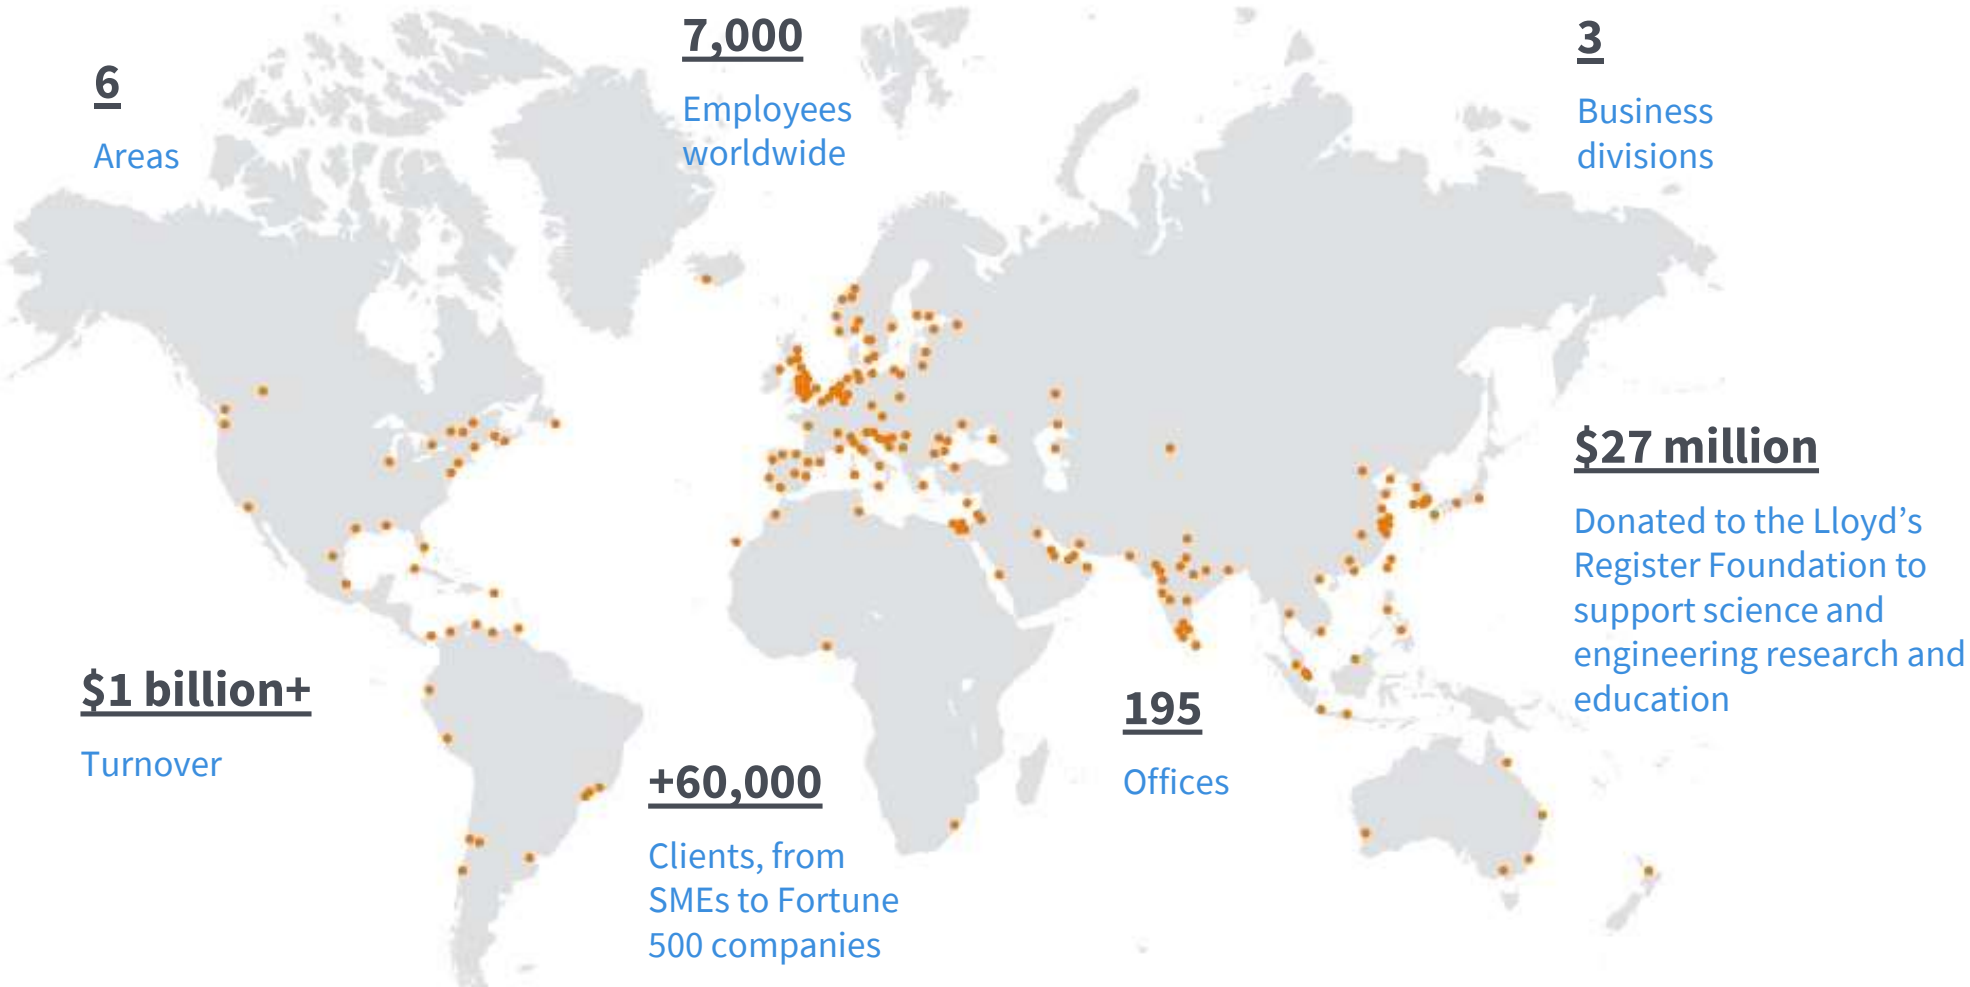 6
Areas
7,000
Employees
worldwide
3
Business
divisions
$27 million
Donated to the Lloyd’s
Register Foundation to
support science and
engineering research and
education
$1 billion+
Turnover
+60,000
Clients, from
SMEs to Fortune
500 companies
195
Offices